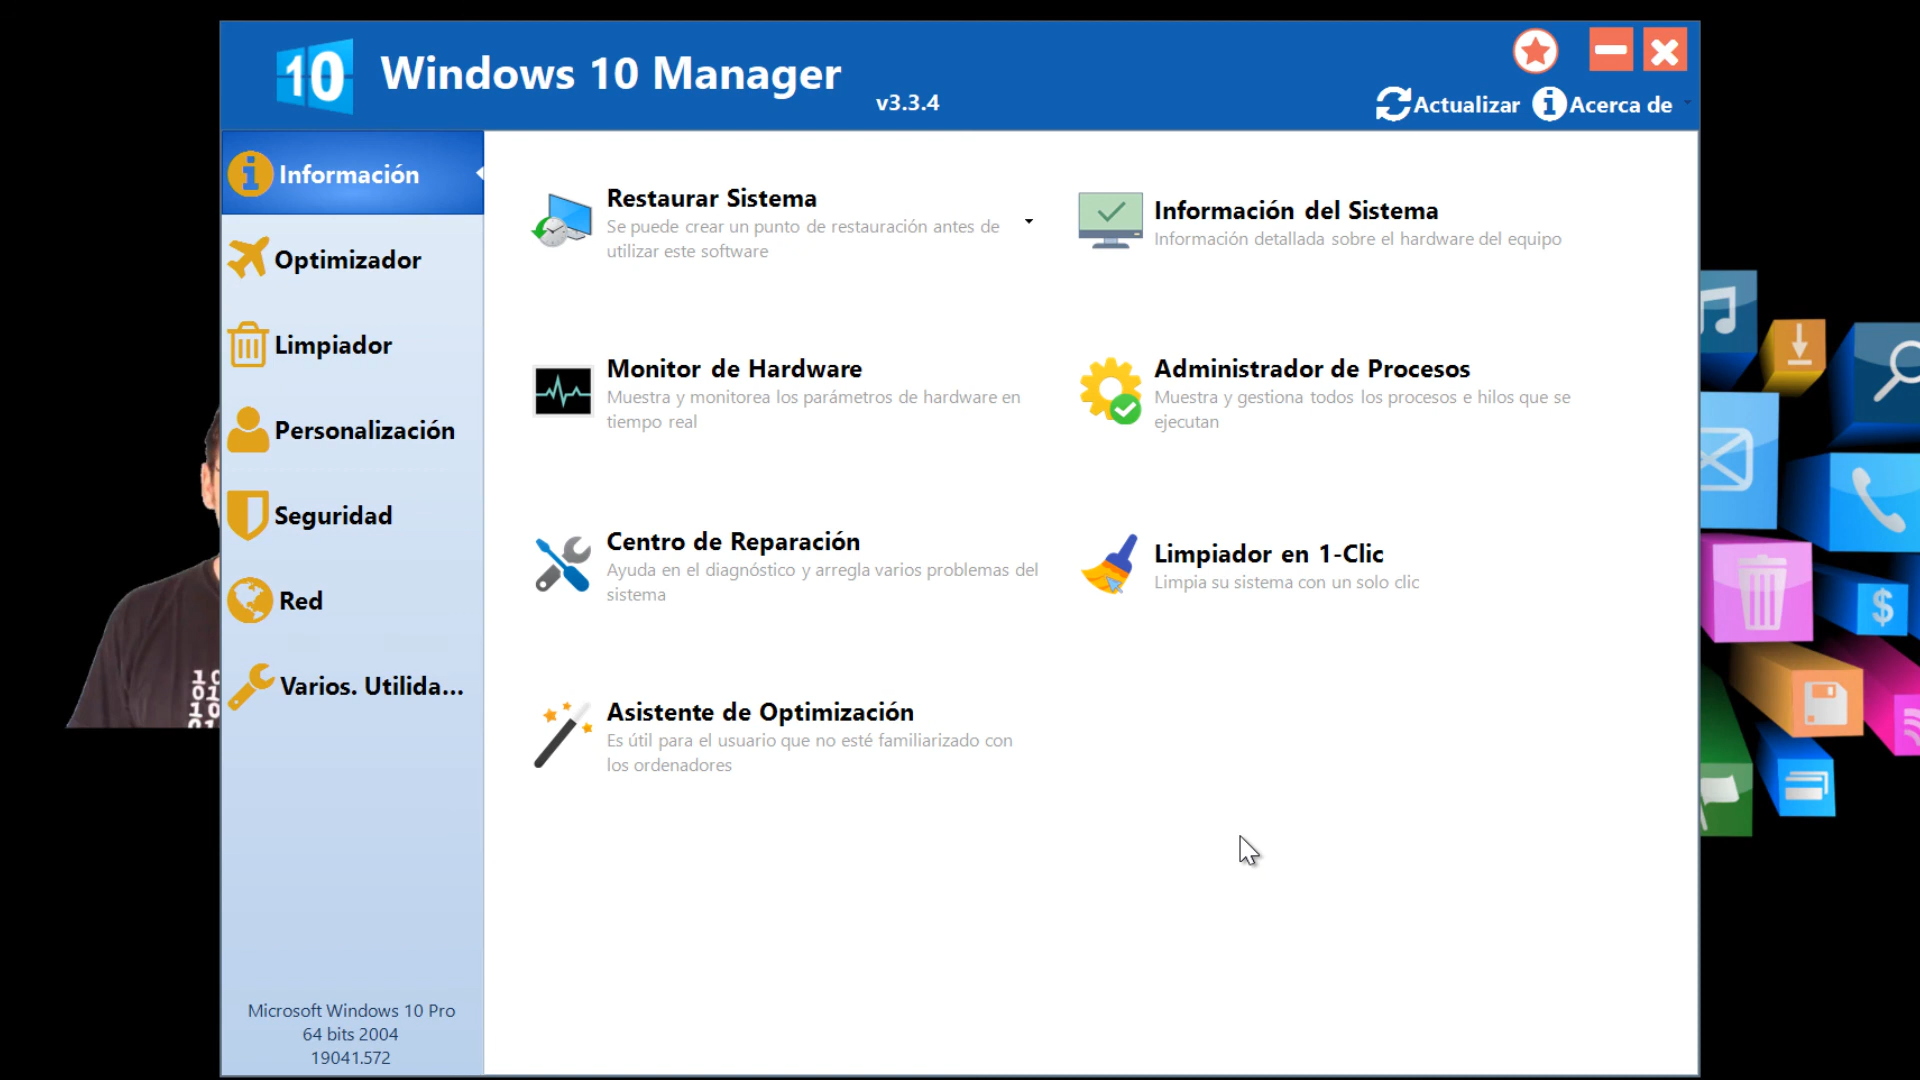 10 Windows 10 Manager
v3.3.4
Actualizar
Acerca de
Información
Optimizador
Limpiador
Personalización
Seguridad
Red
Varios. Utilida...
Microsoft Windows 10 Pro
64 bits 2004
19041.572
Restaurar Sistema
Se puede crear un punto de restauración antes de
utilizar este software
Información del Sistema
Información detallada sobre el hardware del equipo
Monitor de Hardware
Muestra y monitorea los parámetros de hardware en
tiempo real
Administrador de Procesos
Muestra y gestiona todos los procesos e hilos que se
ejecutan
Centro de Reparación
Ayuda en el diagnóstico y arregla varios problemas del
sistema
Limpiador en 1-Clic
Limpia su sistema con un solo clic
Asistente de Optimización
Es útil para el usuario que no esté familiarizado con
los ordenadores
$